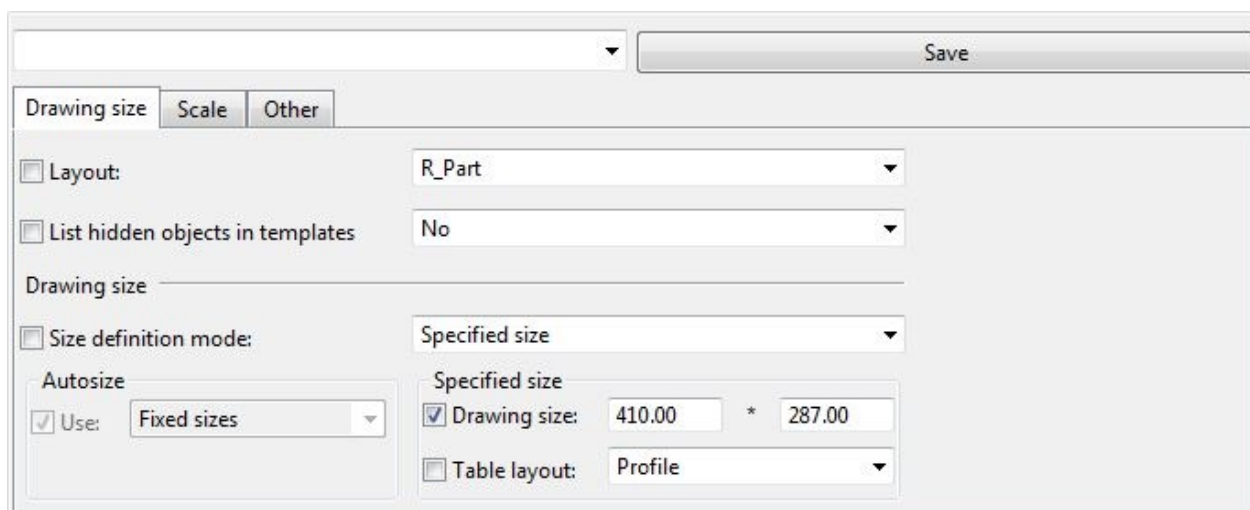 Save
Drawing size Scale Other
Layout: R_Part
List hidden objects in templates No
Drawing size
Size definition mode: Specified size
Autosize Specified size
Use: Fixed sizes Drawing size: 410.00 * 287.00
Table layout: Profile